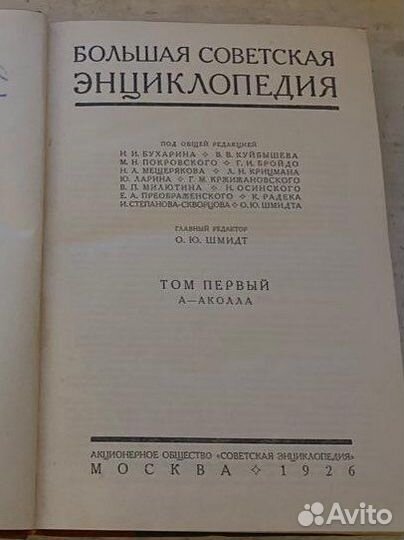 БОЛЬШАЯ СОВЕТСКАЯ
ЭНЦИКЛОПЕДИЯ
ПОД ОБЩЕЙ РЕДАКЦИЕЙ
Н. И. БУХАРИНА ◇ В. В. КУЙБЫШЕВА
М. Н. ПОКРОВСКОГО ◇ Г. И. БРОЙДО
Н. Л. МЕЩЕРЯКОВА ◇ Л. Н. КРИЦМАНА
Ю. ЛАРИНА ◇ Г. М. КРЖИЖАНОВСКОГО
В. П. МИЛЮТИНА ◇ Н. ОСИНСКОГО
Е. А. ПРЕОБРАЖЕНСКОГО ◇ К. РАДЕКА
И. СТЕПАНОВА-СКВОРЦОВА ◇ О. Ю. ШМИДТА
ГЛАВНЫЙ РЕДАКТОР
О. Ю. ШМИДТ
ТОМ ПЕРВЫЙ
А—АКОЛЛА
АКЦИОНЕРНОЕ ОБЩЕСТВО «СОВЕТСКАЯ ЭНЦИКЛОПЕДИЯ»
МОСКВА ◇ 1926
Avito